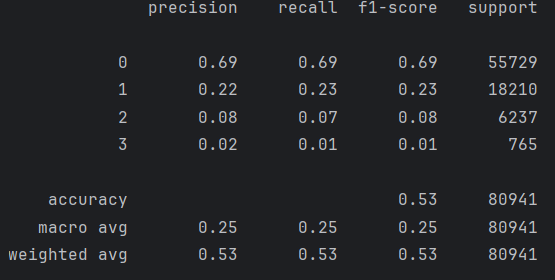 precision recall f1-score support
0 0.69 0.69 0.69 55729
1 0.22 0.23 0.23 18210
2 0.08 0.07 0.08 6237
3 0.02 0.01 0.01 765
accuracy 0.53 80941
macro avg 0.25 0.25 0.25 80941
weighted avg 0.53 0.53 0.53 80941